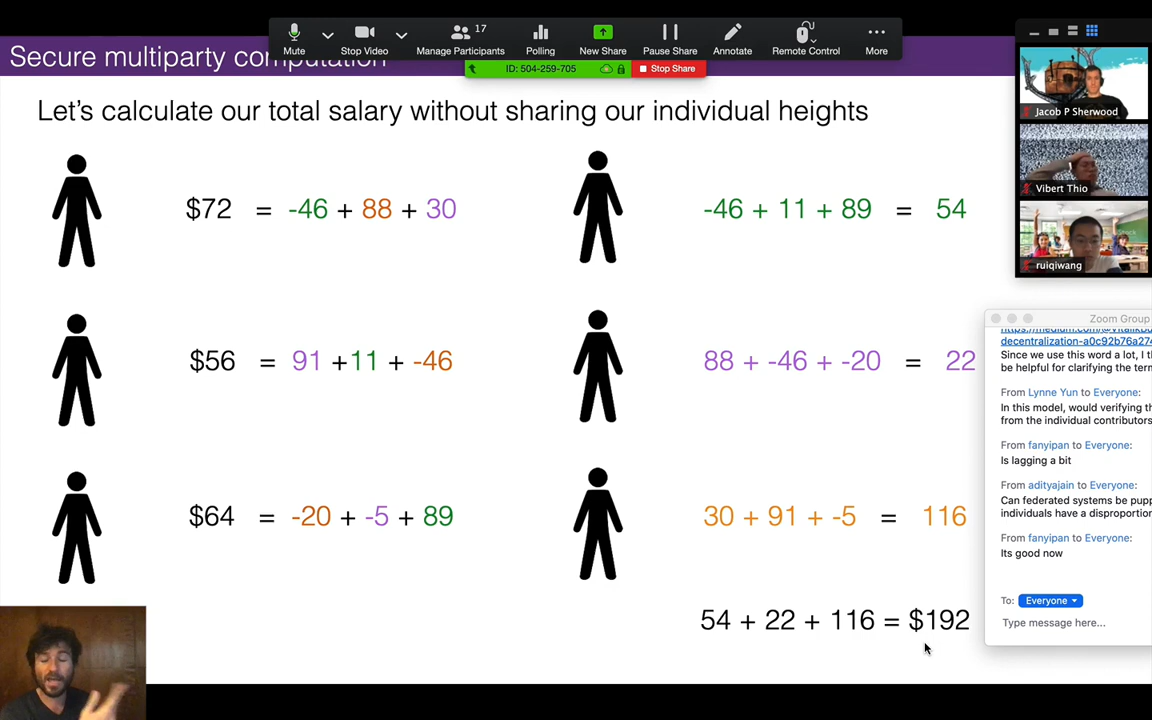 Mute
Stop Video
17
Manage Participants
Polling
New Share
Pause Share
Annotate
Remote Control
More
ID: 504-259-705
Stop Share
Secure multiparty computation
Let's calculate our total salary without sharing our individual heights
$72 = -46 + 88 + 30
-46 + 11 + 89 = 54
$56 = 91 +11 + -46
88 + -46 + -20 = 22
$64 = -20 + -5 + 89
30 + 91 + -5 = 116
54 + 22 + 116 = $192
Jacob P Sherwood
Vibert Thio
ruiqiwang
Zoom Group
decentralization-a0c92b76a27
Since we use this word a lot, I t
be helpful for clarifying the term
From Lynne Yun to Everyone:
In this model, would verifying th
from the individual contributors
From fanyipan to Everyone:
Is lagging a bit
From adityajain to Everyone:
Can federated systems be pupp
individuals have a disproportion
From fanyipan to Everyone:
Its good now
To: Everyone
Type message here...